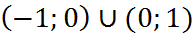 (−1; 0) ∪ (0; 1)